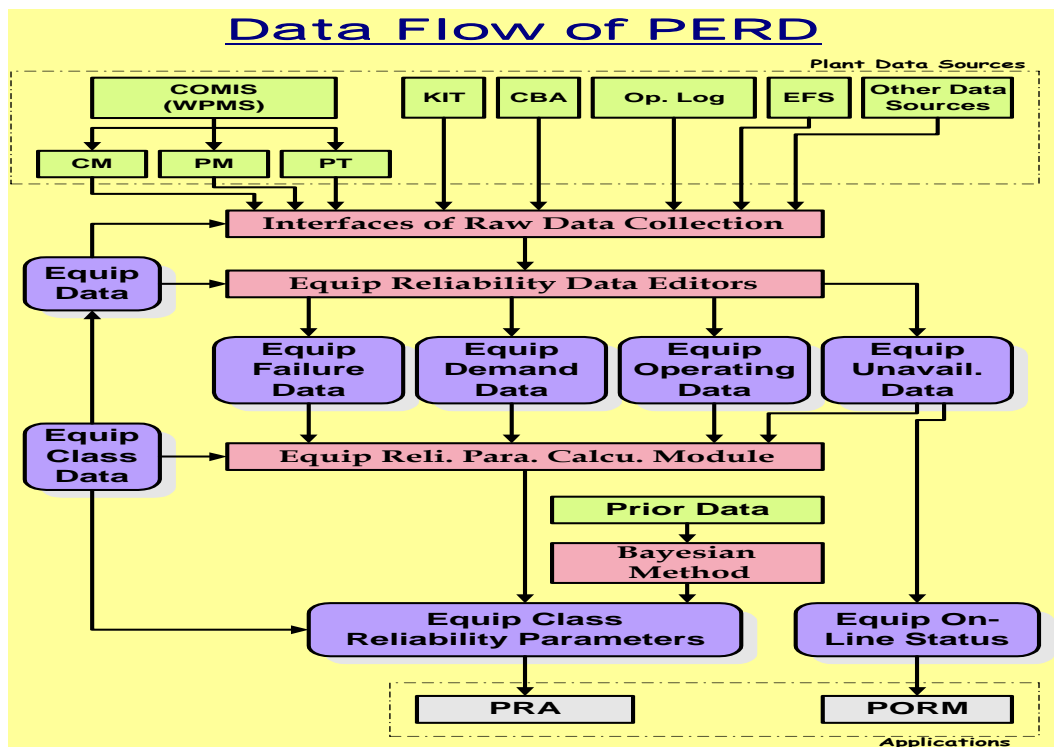 Data Flow of PERD
Plant Data Sources
COMIS
(WPMS)
KIT
CBA
Op. Log
EFS
Other Data
Sources
CM
PM
PT
Interfaces of Raw Data Collection
Equip
Data
Equip Reliability Data Editors
Equip
Failure
Data
Equip
Demand
Data
Equip
Operating
Data
Equip
Unavail.
Data
Equip
Class
Data
Equip Reli. Para. Calcu. Module
Prior Data
Bayesian
Method
Equip Class
Reliability Parameters
Equip On-
Line Status
PRA
PORM
Applications